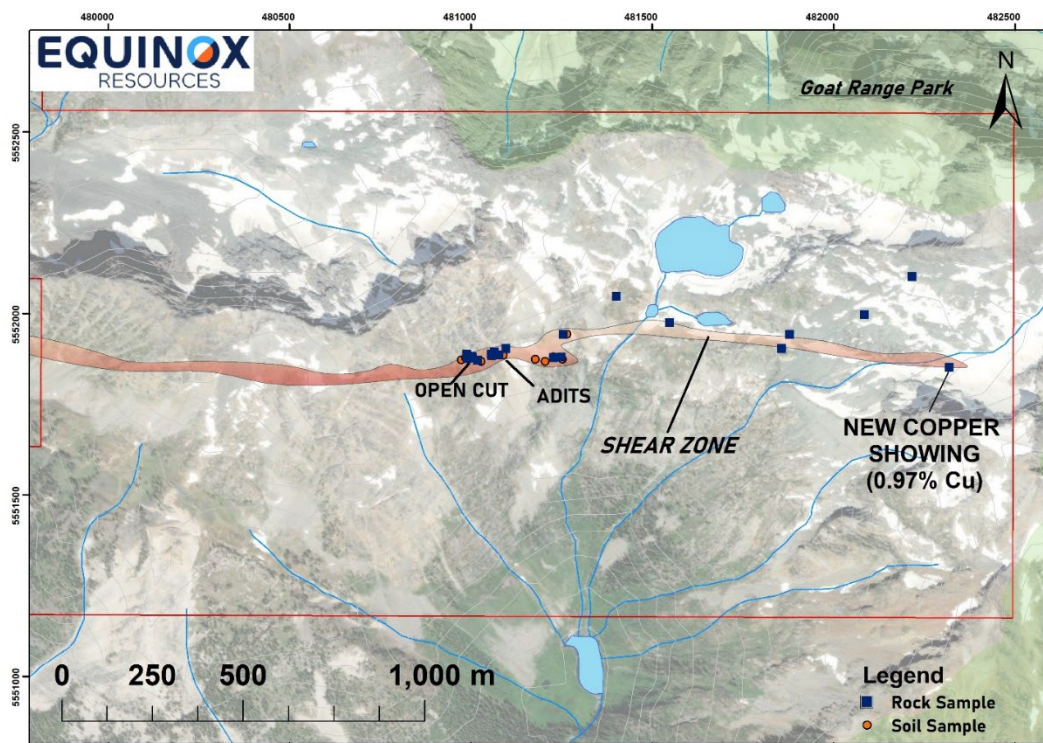 480000 480500 481000 481500 482000 482500
EQUINOX
RESOURCES
Goat Range Park
N
5552500
5552000
OPEN CUT
ADITS
SHEAR ZONE
NEW COPPER
SHOWING
(0.97% Cu)
5551500
5551000
0 250 500 1,000 m
Legend
Rock Sample
Soil Sample